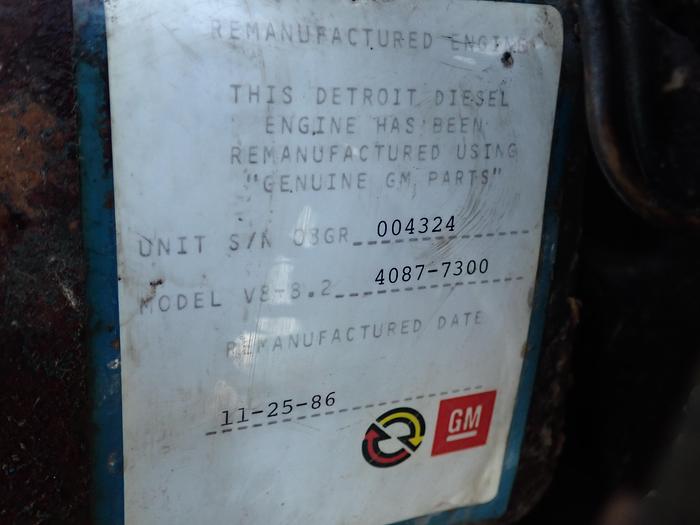 REMANUFACTURED ENGINE
THIS DETROIT DIESEL
ENGINE HAS BEEN
REMANUFACTURED USING
"GENUINE GM PARTS"
UNIT S/N 08GR 004324
MODEL V8-8.2 4087-7300
REMANUFACTURED DATE
11-25-86
GM